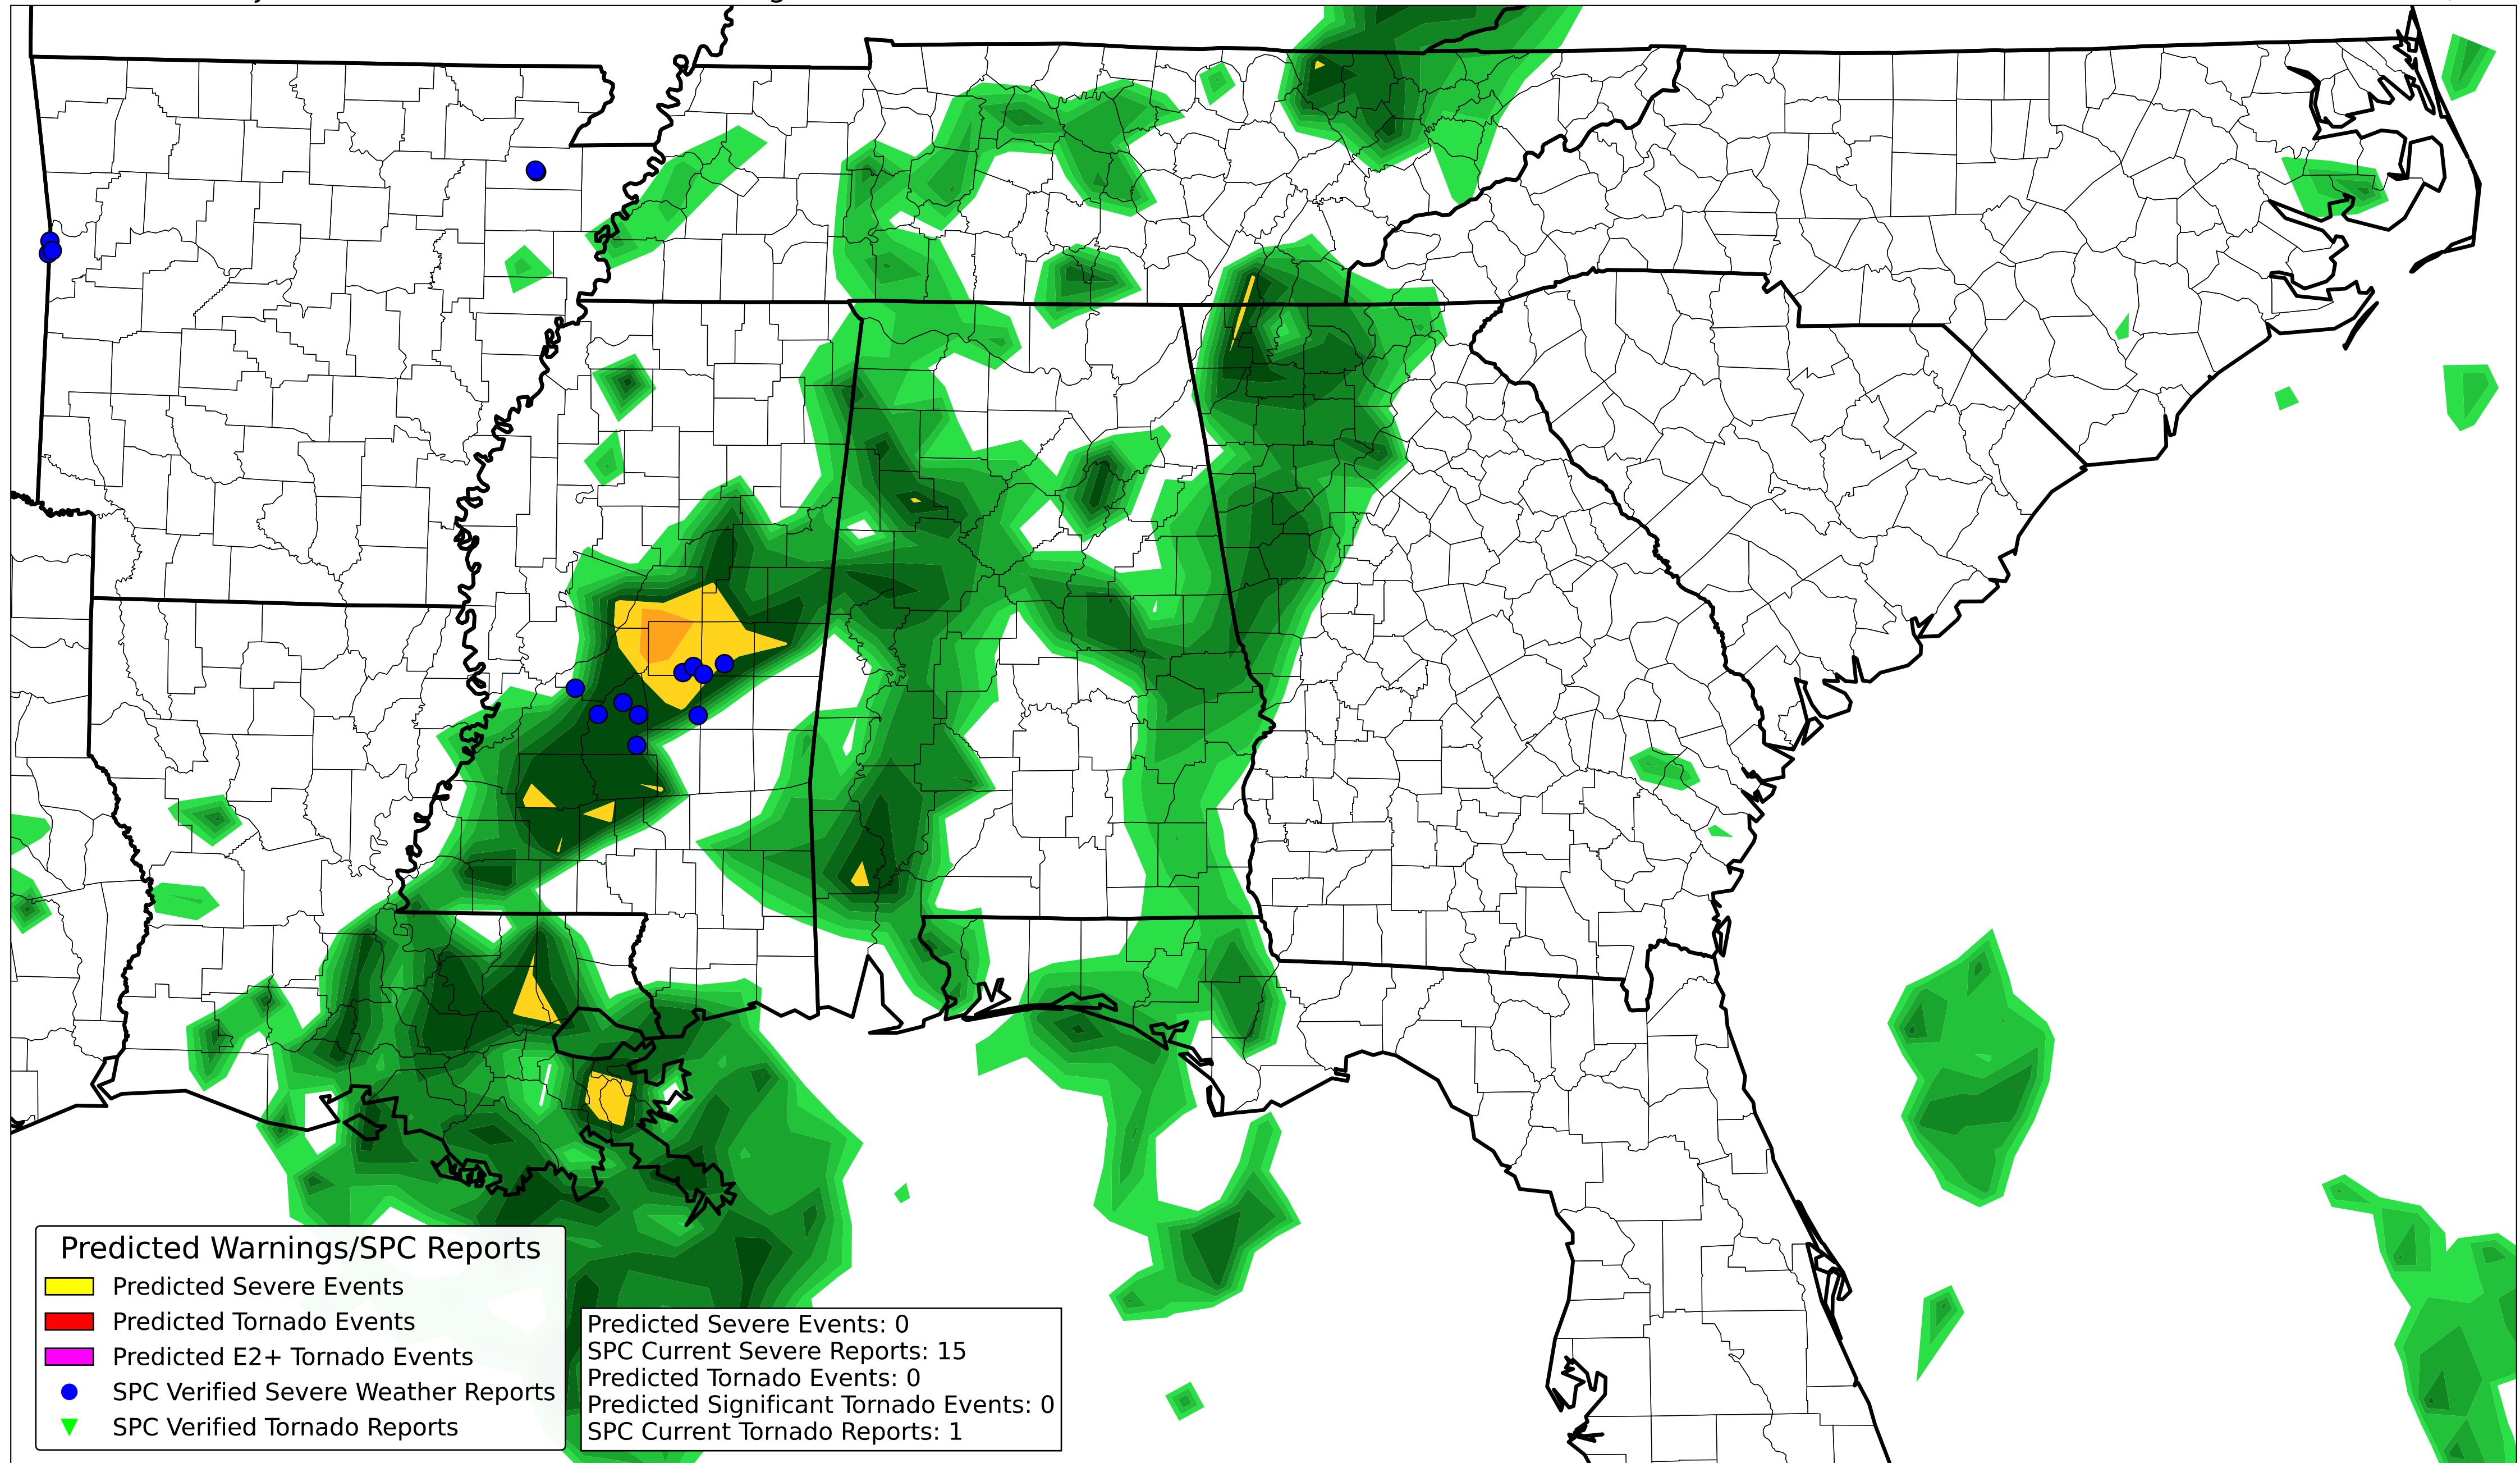 Predicted Warnings/SPC Reports
Predicted Severe Events
Predicted Tornado Events
Predicted E2+ Tornado Events
SPC Verified Severe Weather Reports
SPC Verified Tornado Reports
Predicted Severe Events: 0
SPC Current Severe Reports: 15
Predicted Tornado Events: 0
Predicted Significant Tornado Events: 0
SPC Current Tornado Reports: 1